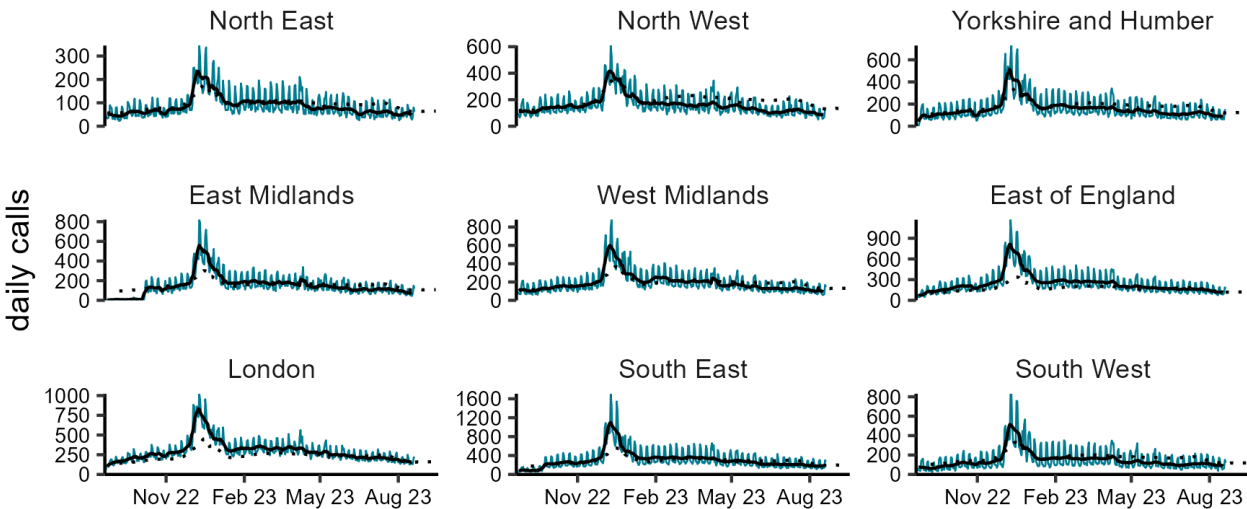 North East North West Yorkshire and Humber
300 600 600
200 400 400
100 200 200
0 0 0
East Midlands West Midlands East of England
800 800 900
600 600 600
400 400 300
200 200 0
0 0
daily calls
London South East South West
1000 1600 800
750 1200 600
500 800 400
250 400 200
0 0 0
Nov 22 Feb 23 May 23 Aug 23 Nov 22 Feb 23 May 23 Aug 23 Nov 22 Feb 23 May 23 Aug 23